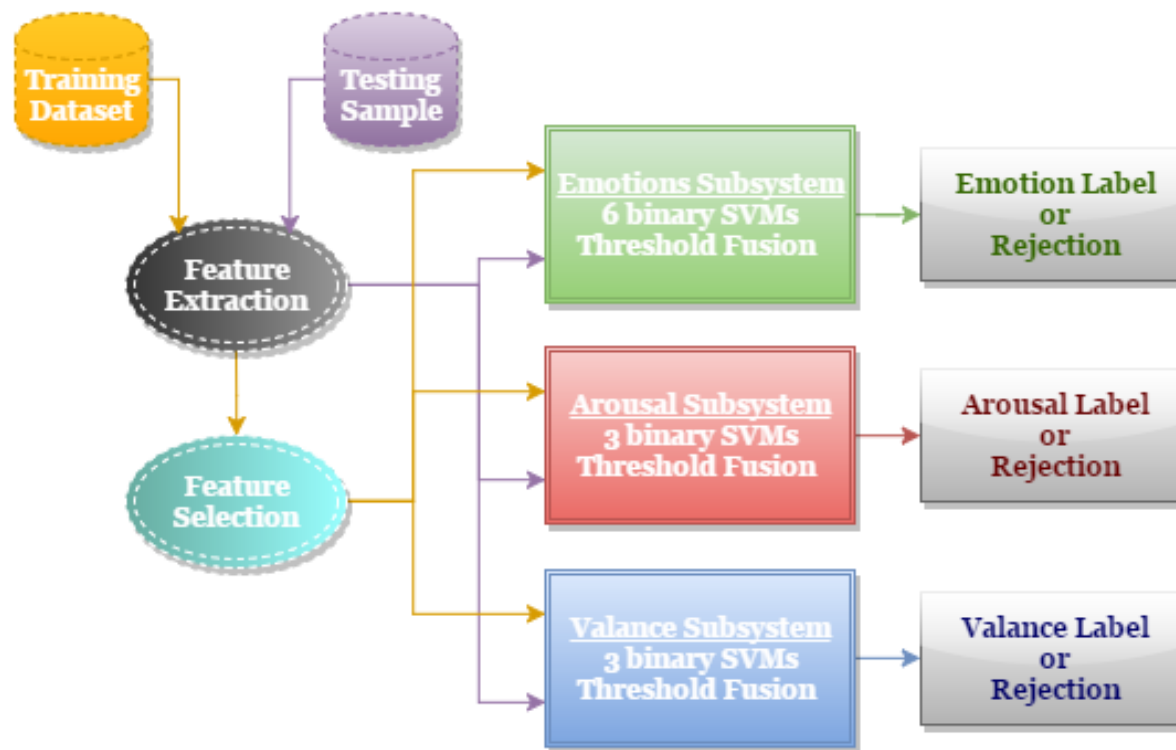 Training
Dataset
Testing
Sample
Feature
Extraction
Feature
Selection
Emotions Subsystem
6 binary SVMs
Threshold Fusion
Emotion Label
or
Rejection
Arousal Subsystem
3 binary SVMs
Threshold Fusion
Arousal Label
or
Rejection
Valance Subsystem
3 binary SVMs
Threshold Fusion
Valance Label
or
Rejection